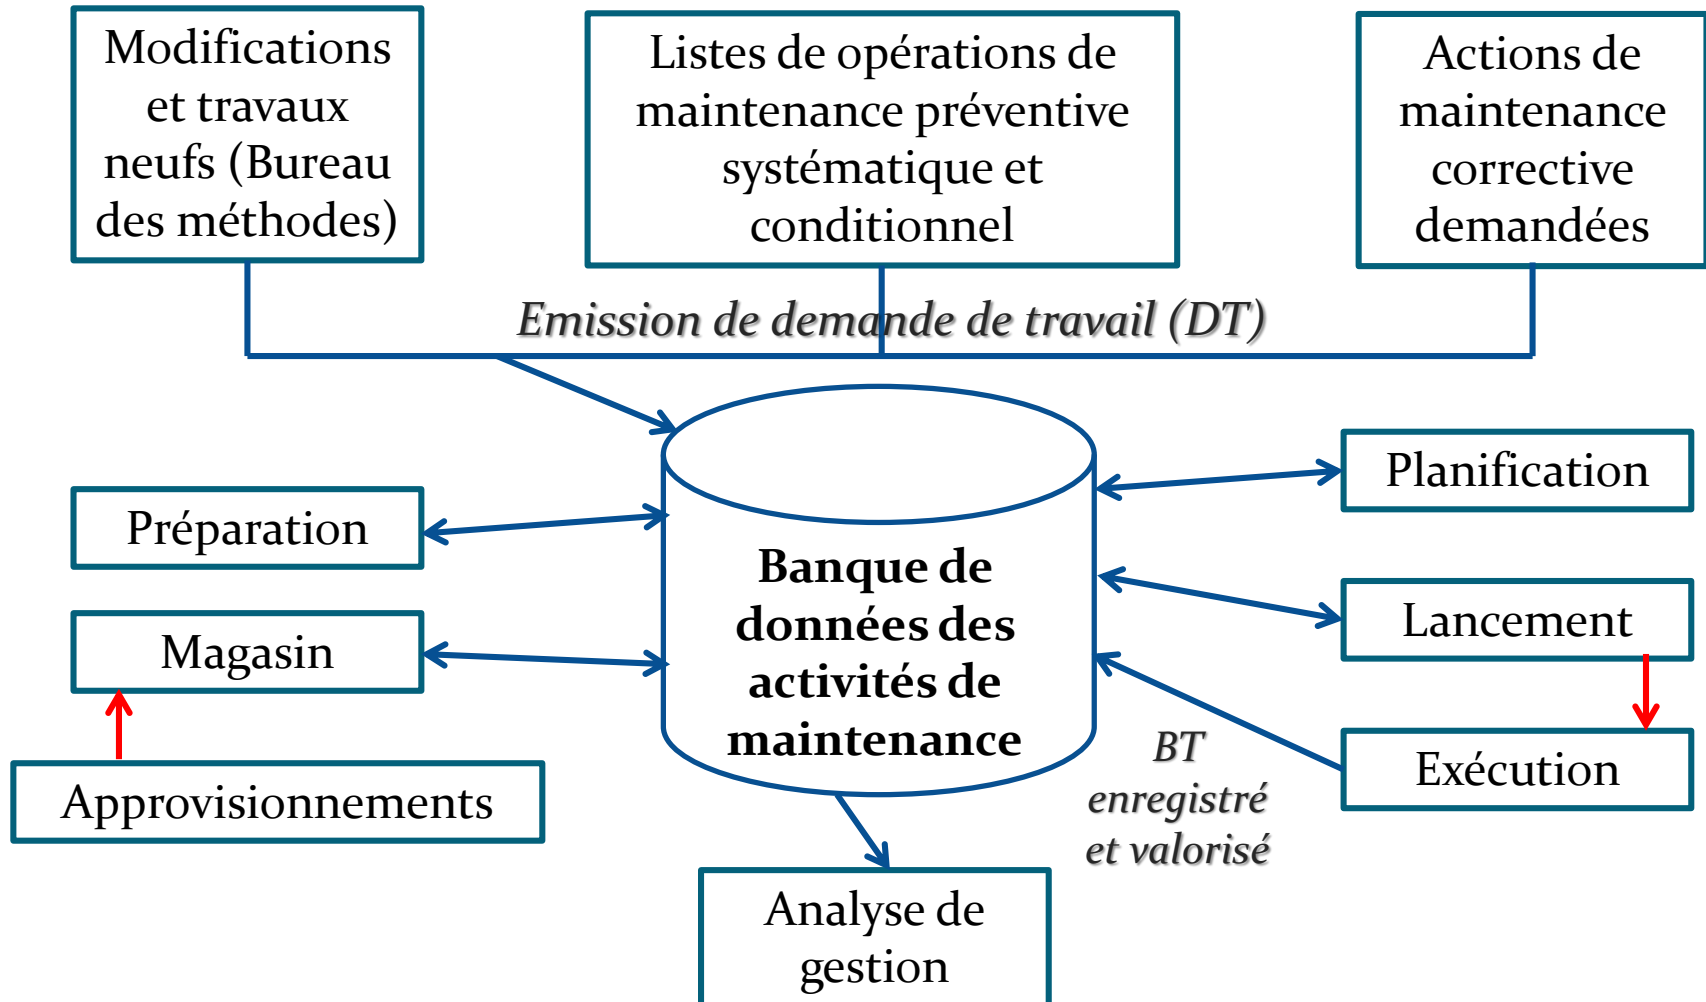 Modifications
et travaux
neufs (Bureau
des méthodes)
Listes de opérations de
maintenance préventive
systématique et
conditionnel
Actions de
maintenance
corrective
demandées
Emission de demande de travail (DT)
Préparation
Magasin
Approvisionnements
Banque de
données des
activités de
maintenance
Planification
Lancement
Exécution
BT
enregistré
et valorisé
Analyse de
gestion